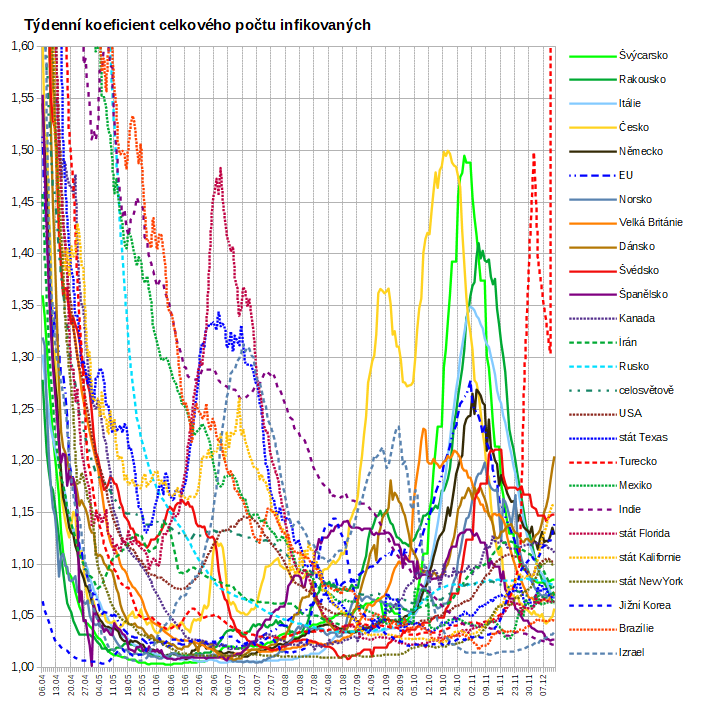 Týdenní koeficient celkového počtu infikovaných
1,60
1,55
1,50
1,45
1,40
1,35
1,30
1,25
1,20
1,15
1,10
1,05
1,00
06.04 13.04 20.04 27.04 04.05 11.05 18.05 25.05 01.06 08.06 15.06 22.06 29.06 06.07 13.07 20.07 27.07 03.08 10.08 17.08 24.08 31.08 07.09 14.09 21.09 28.09 05.10 12.10 19.10 26.10 02.11 09.11 16.11 23.11 30.11 07.12
Švýcarsko
Rakousko
Itálie
Česko
Německo
EU
Norsko
Velká Británie
Dánsko
Švédsko
Španělsko
Kanada
Írán
Rusko
celosvětově
USA
stát Texas
Turecko
Mexiko
Indie
stát Florida
stát Kalifornie
stát New York
Jižní Korea
Brazílie
Izrael